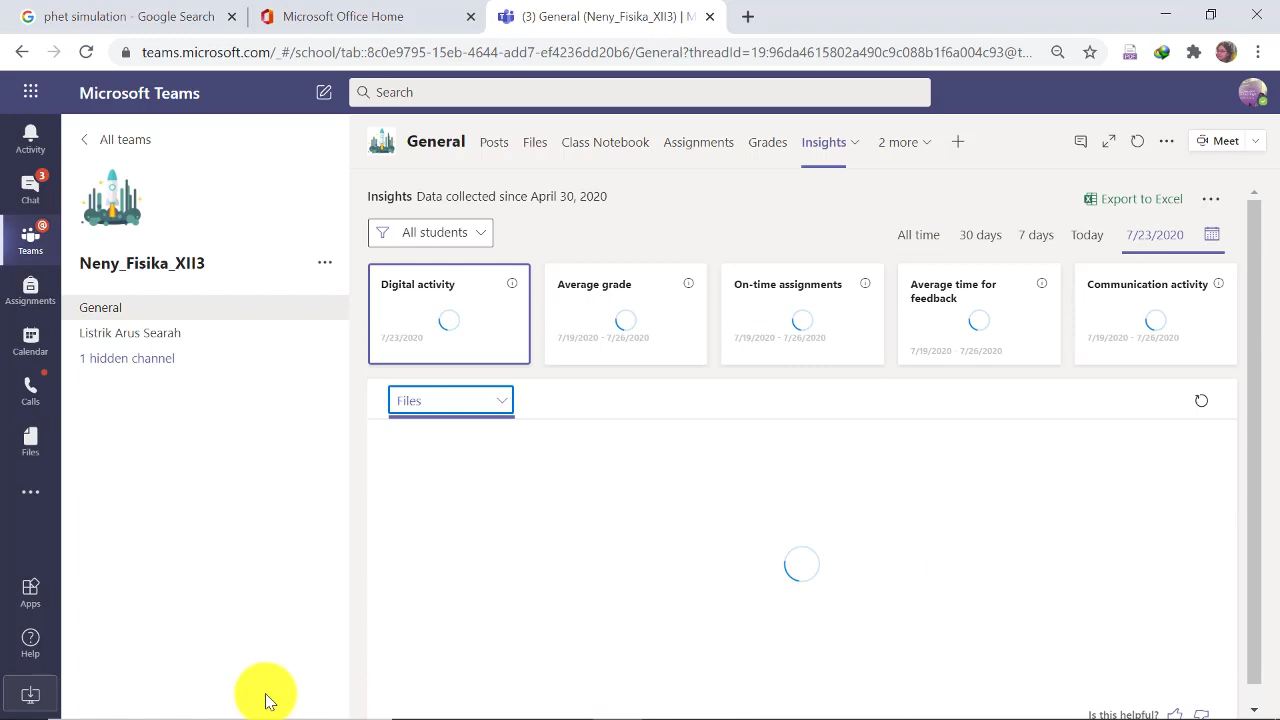 phet simulation - Google Search
Microsoft Office Home
(3) General (Neny_Fisika_XII3) | M
teams.microsoft.com/_#/school/tab::8c0e9795-15eb-4644-add7-ef4236dd20b6/General?threadId=19:96da4615802a490c9c088b1f6a004c93@t...
Microsoft Teams
Search
Activity
3
Chat
Teams
Assignments
Calendar
Calls
Files
Apps
Help
All teams
Neny_Fisika_XII3
General
Listrik Arus Searah
1 hidden channel
General Posts Files Class Notebook Assignments Grades Insights 2 more
Meet
Insights Data collected since April 30, 2020
Export to Excel
All students
All time 30 days 7 days Today 7/23/2020
Digital activity
7/23/2020
Average grade
7/19/2020 - 7/26/2020
On-time assignments
7/19/2020 - 7/26/2020
Average time for
feedback
7/19/2020 - 7/26/2020
Communication activity
7/19/2020 - 7/26/2020
Files
Is this helpful?